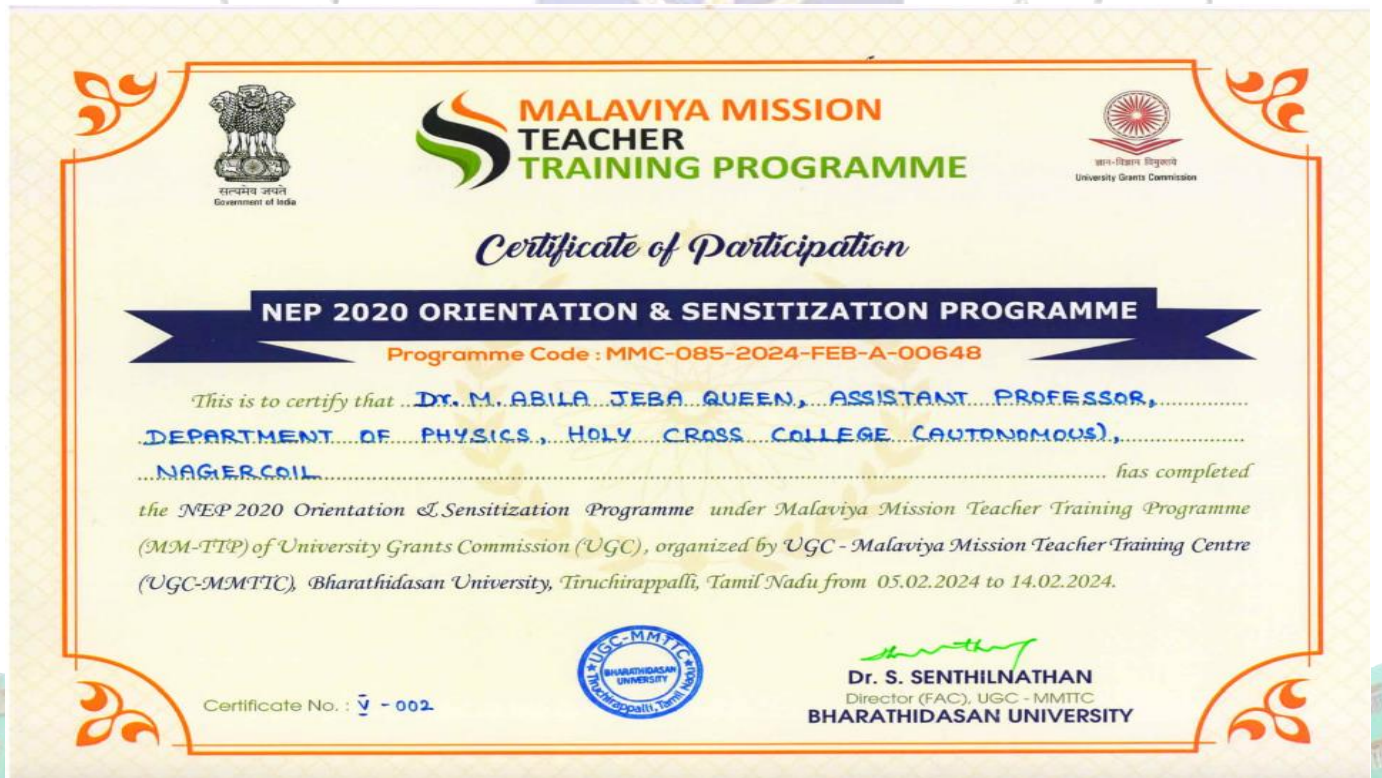 सत्यमेव जयते
Government of India
MALAVIYA MISSION
TEACHER
TRAINING PROGRAMME
ज्ञान-विज्ञान विमुक्तये
University Grants Commission
Certificate of Participation
NEP 2020 ORIENTATION & SENSITIZATION PROGRAMME
Programme Code : MMC-085-2024-FEB-A-00648
This is to certify that Dr. M. ABILA JEBA QUEEN, ASSISTANT PROFESSOR,
DEPARTMENT OF PHYSICS, HOLY CROSS COLLEGE (AUTONOMOUS),
NAGERCOIL has completed
the NEP 2020 Orientation & Sensitization Programme under Malaviya Mission Teacher Training Programme
(MM-TTP) of University Grants Commission (UGC), organized by UGC - Malaviya Mission Teacher Training Centre
(UGC-MMTTC), Bharathidasan University, Tiruchirappalli, Tamil Nadu from 05.02.2024 to 14.02.2024.
UGC-MMTTC
BHARATHIDASAN
UNIVERSITY
Tiruchirappalli, Tamil Nadu
Dr. S. SENTHILNATHAN
Certificate No. : V - 002
Director (FAC), UGC - MMTTC
BHARATHIDASAN UNIVERSITY